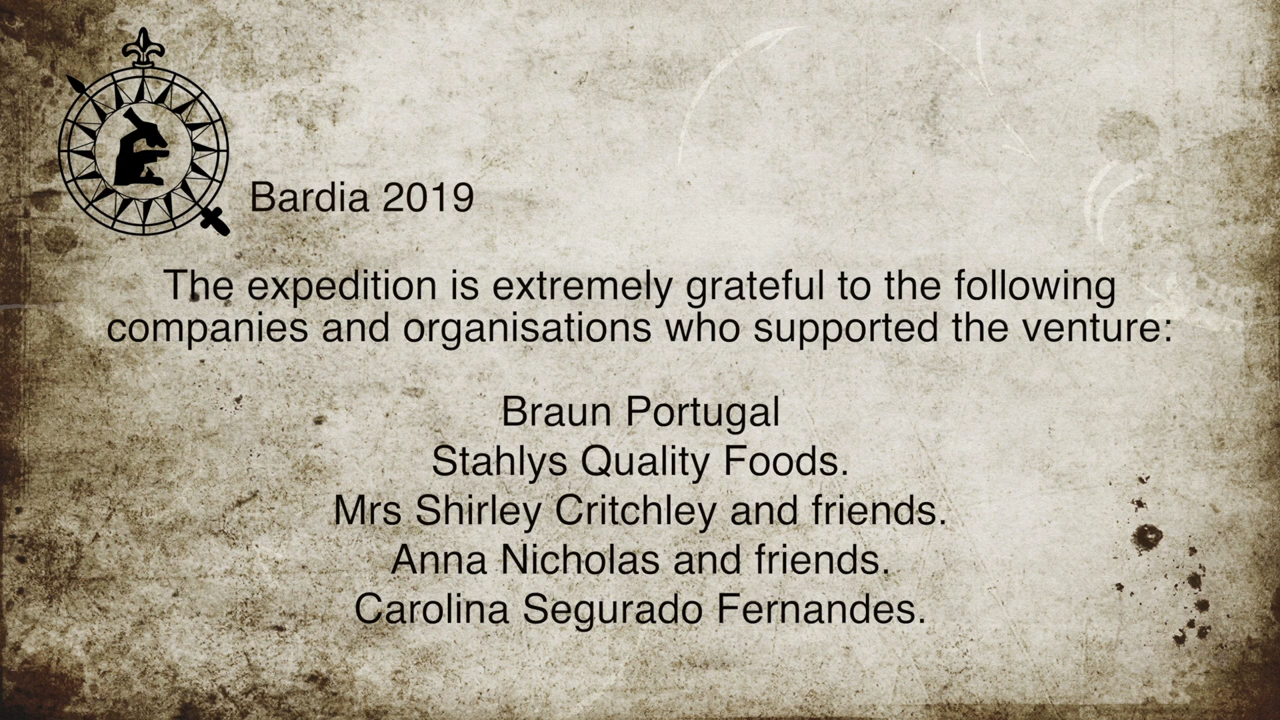 Bardia 2019
The expedition is extremely grateful to the following
companies and organisations who supported the venture:
Braun Portugal
Stahlys Quality Foods.
Mrs Shirley Critchley and friends.
Anna Nicholas and friends.
Carolina Segurado Fernandes.